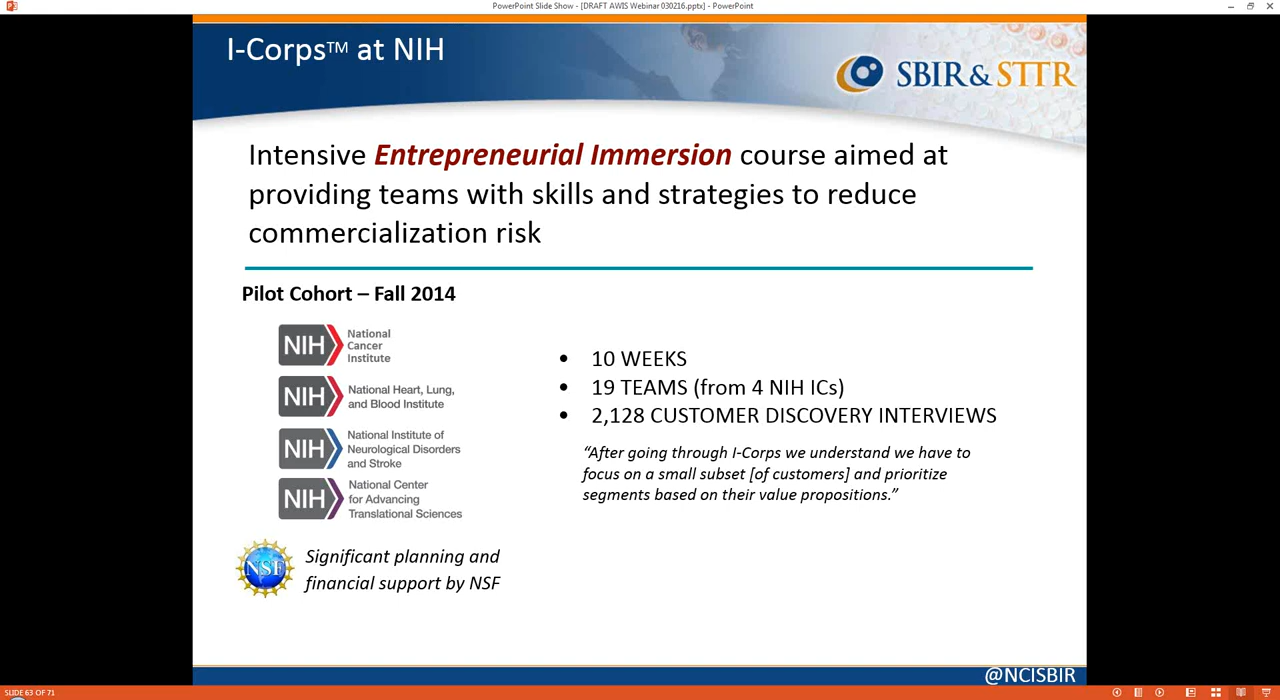 PowerPoint Slide Show - [DRAFT AWIS Webinar 030216.pptx] - PowerPoint
I-Corps™ at NIH
SBIR & STTR
Intensive Entrepreneurial Immersion course aimed at
providing teams with skills and strategies to reduce
commercialization risk
Pilot Cohort – Fall 2014
NIH National
Cancer
Institute
NIH National Heart, Lung,
and Blood Institute
NIH National Institute of
Neurological Disorders
and Stroke
NIH National Center
for Advancing
Translational Sciences
• 10 WEEKS
• 19 TEAMS (from 4 NIH ICs)
• 2,128 CUSTOMER DISCOVERY INTERVIEWS
“After going through I-Corps we understand we have to
focus on a small subset [of customers] and prioritize
segments based on their value propositions.”
NSF
Significant planning and
financial support by NSF
@NCISBIR
SLIDE 63 OF 71